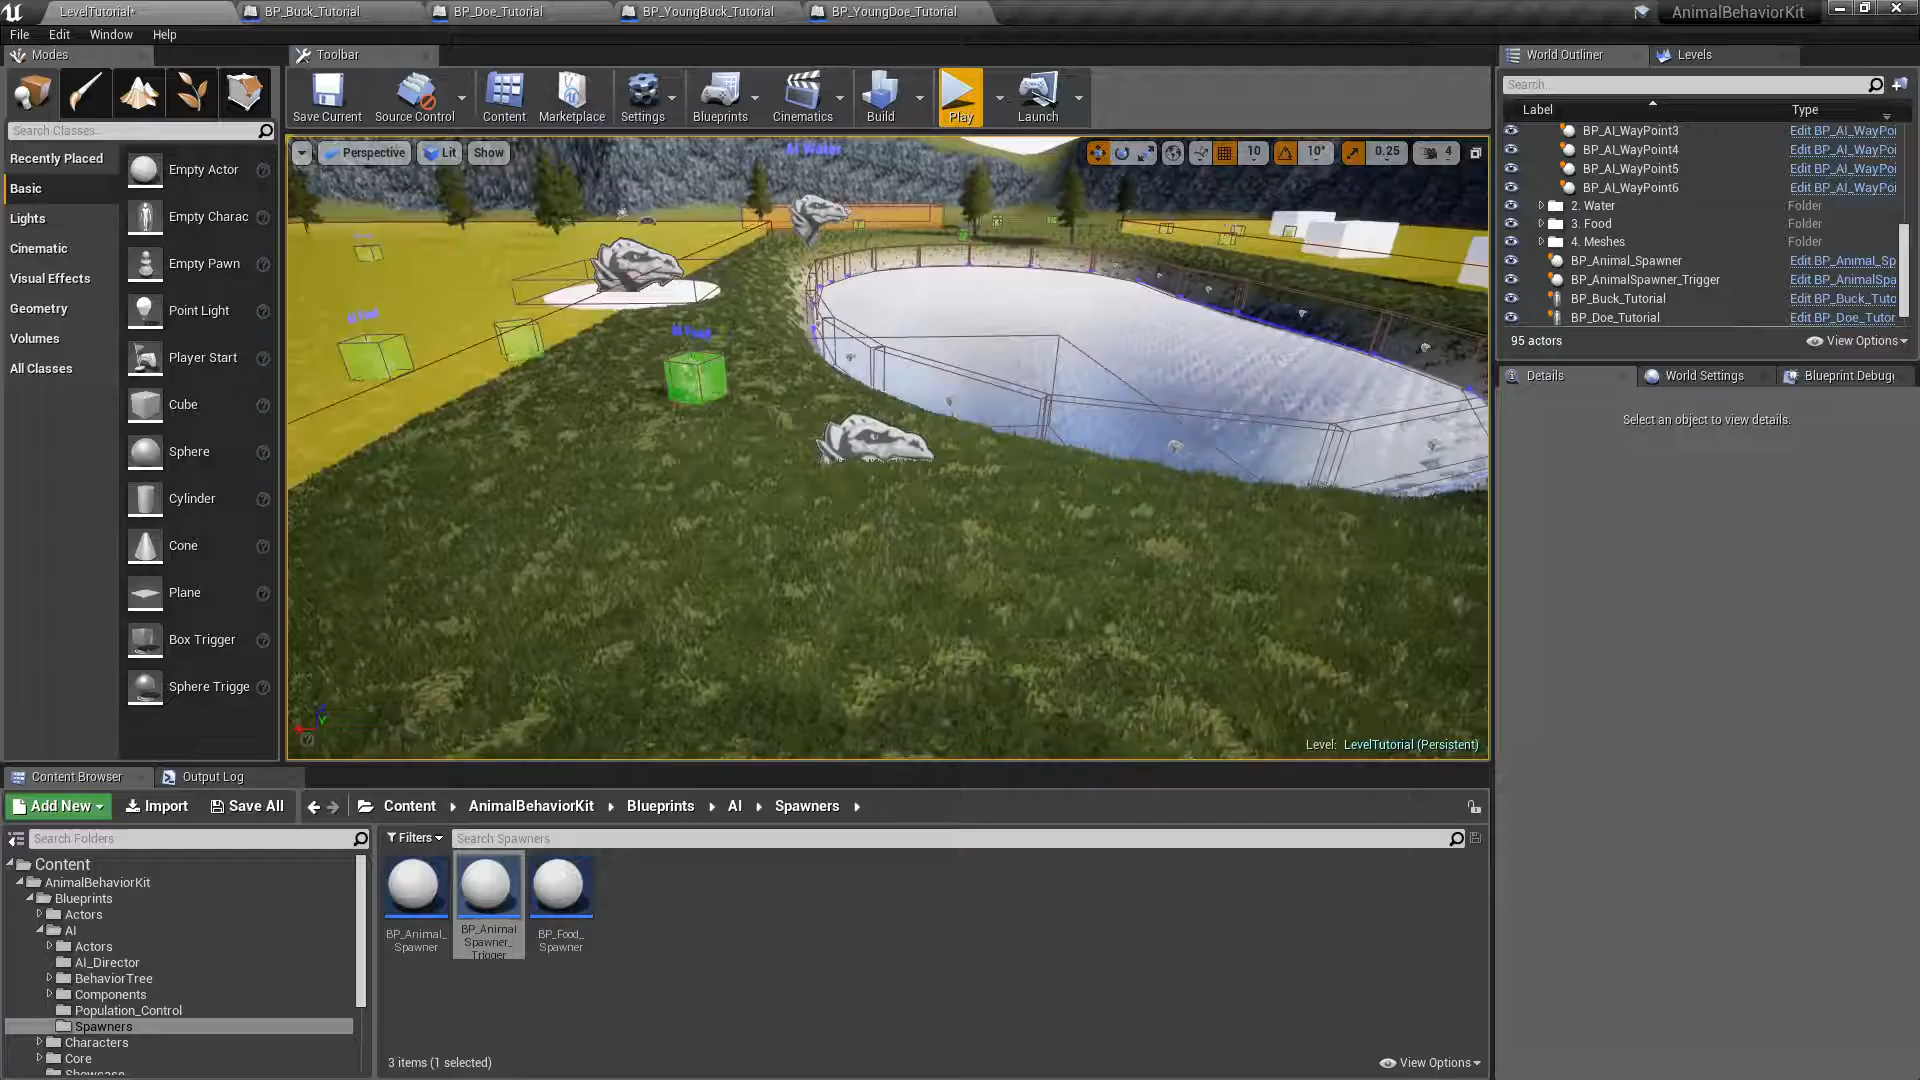 LevelTutorial*
BP_Buck_Tutorial
BP_Doe_Tutorial
BP_YoungBuck_Tutorial
BP_YoungDoe_Tutorial
AnimalBehaviorKit
File
Edit
Window
Help
Modes
Toolbar
World Outliner
Levels
Search Classes
Save Current
Source Control
Content
Marketplace
Settings
Blueprints
Cinematics
Build
Play
Launch
Search...
Label
Type
BP_AI_WayPoint3
Edit BP_AI_WayPoi
BP_AI_WayPoint4
Edit BP_AI_WayPoi
BP_AI_WayPoint5
Edit BP_AI_WayPoi
BP_AI_WayPoint6
Edit BP_AI_WayPoi
2. Water
Folder
3. Food
Folder
4. Meshes
Folder
BP_Animal_Spawner
Edit BP_Animal_Sp
BP_AnimalSpawner_Trigger
Edit BP_AnimalSpa
BP_Buck_Tutorial
Edit BP_Buck_Tuto
BP_Doe_Tutorial
Edit BP_Doe_Tutor
95 actors
View Options
Details
World Settings
Blueprint Debug
Select an object to view details.
Recently Placed
Basic
Lights
Cinematic
Visual Effects
Geometry
Volumes
All Classes
Empty Actor
Empty Charac
Empty Pawn
Point Light
Player Start
Cube
Sphere
Cylinder
Cone
Plane
Box Trigger
Sphere Trigge
Perspective
Lit
Show
10
10°
0.25
4
AI Water
AI Food
AI Food
Level: LevelTutorial (Persistent)
Content Browser
Output Log
Add New
Import
Save All
Content
AnimalBehaviorKit
Blueprints
AI
Spawners
Search Folders
Filters
Search Spawners
Content
AnimalBehaviorKit
Blueprints
Actors
AI
Actors
AI_Director
BehaviorTree
Components
Population_Control
Spawners
Characters
Core
Showcase
BP_Animal_
Spawner
BP_Animal
Spawner_
Trigger
BP_Food_
Spawner
3 items (1 selected)
View Options